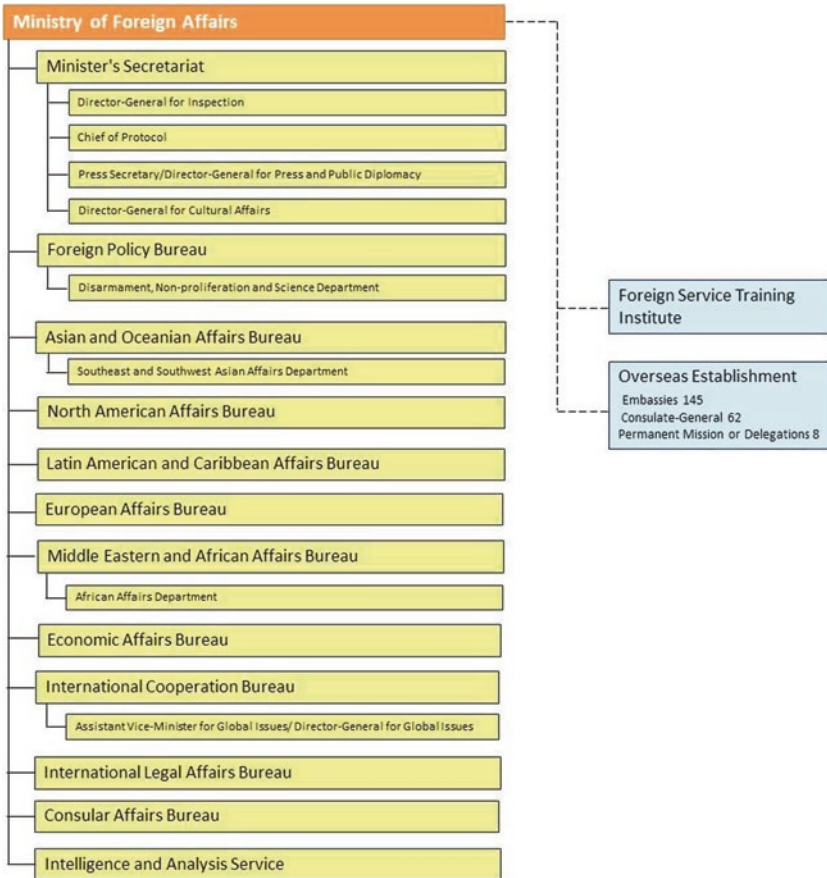 Ministry of Foreign Affairs
Minister's Secretariat
Director-General for Inspection
Chief of Protocol
Press Secretary/Director-General for Press and Public Diplomacy
Director-General for Cultural Affairs
Foreign Policy Bureau
Disarmament, Non-proliferation and Science Department
Asian and Oceanian Affairs Bureau
Southeast and Southwest Asian Affairs Department
North American Affairs Bureau
Latin American and Caribbean Affairs Bureau
European Affairs Bureau
Middle Eastern and African Affairs Bureau
African Affairs Department
Economic Affairs Bureau
International Cooperation Bureau
Assistant Vice-Minister for Global Issues/ Director-General for Global Issues
International Legal Affairs Bureau
Consular Affairs Bureau
Intelligence and Analysis Service
Foreign Service Training
Institute
Overseas Establishment
Embassies 145
Consulate-General 62
Permanent Mission or Delegations 8